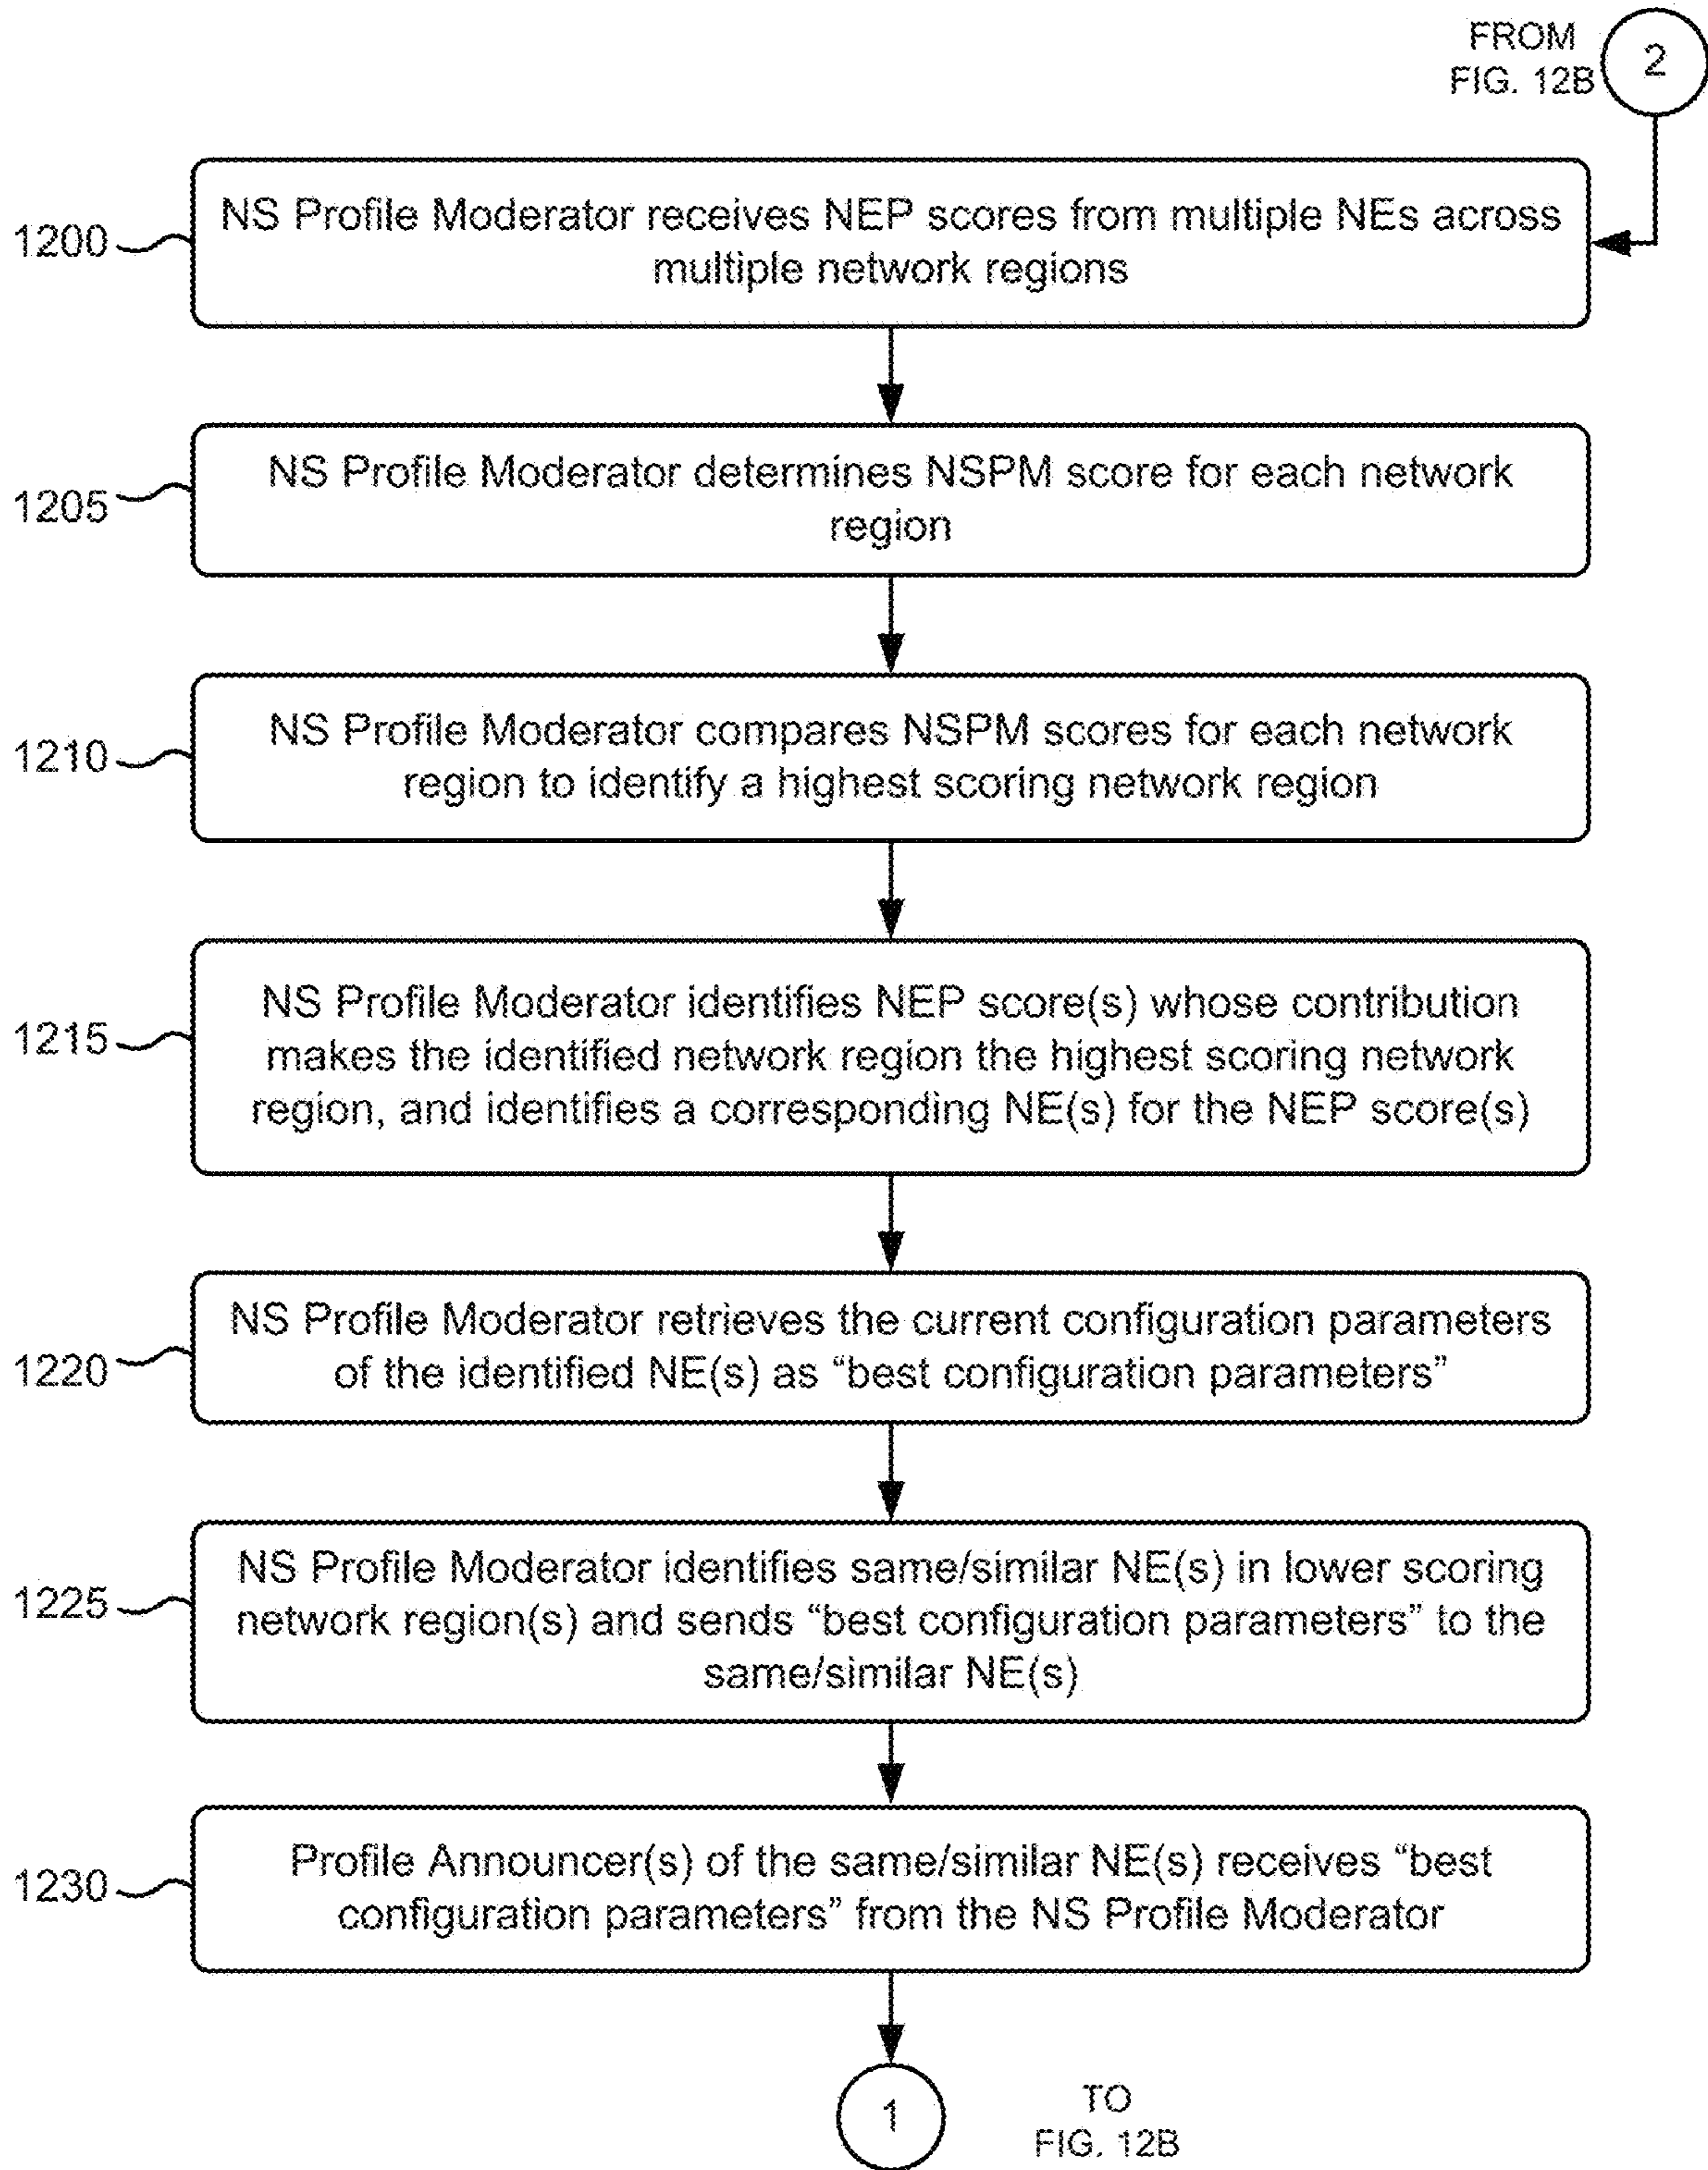 FROM
FIG. 12B
2
1200
NS Profile Moderator receives NEP scores from multiple NEs across
multiple network regions
1205
NS Profile Moderator determines NSPM score for each network
region
1210
NS Profile Moderator compares NSPM scores for each network
region to identify a highest scoring network region
1215
NS Profile Moderator identifies NEP score(s) whose contribution
makes the identified network region the highest scoring network
region, and identifies a corresponding NE(s) for the NEP score(s)
1220
NS Profile Moderator retrieves the current configuration parameters
of the identified NE(s) as “best configuration parameters”
1225
NS Profile Moderator identifies same/similar NE(s) in lower scoring
network region(s) and sends “best configuration parameters” to the
same/similar NE(s)
1230
Profile Announcer(s) of the same/similar NE(s) receives “best
configuration parameters” from the NS Profile Moderator
1
TO
FIG. 12B